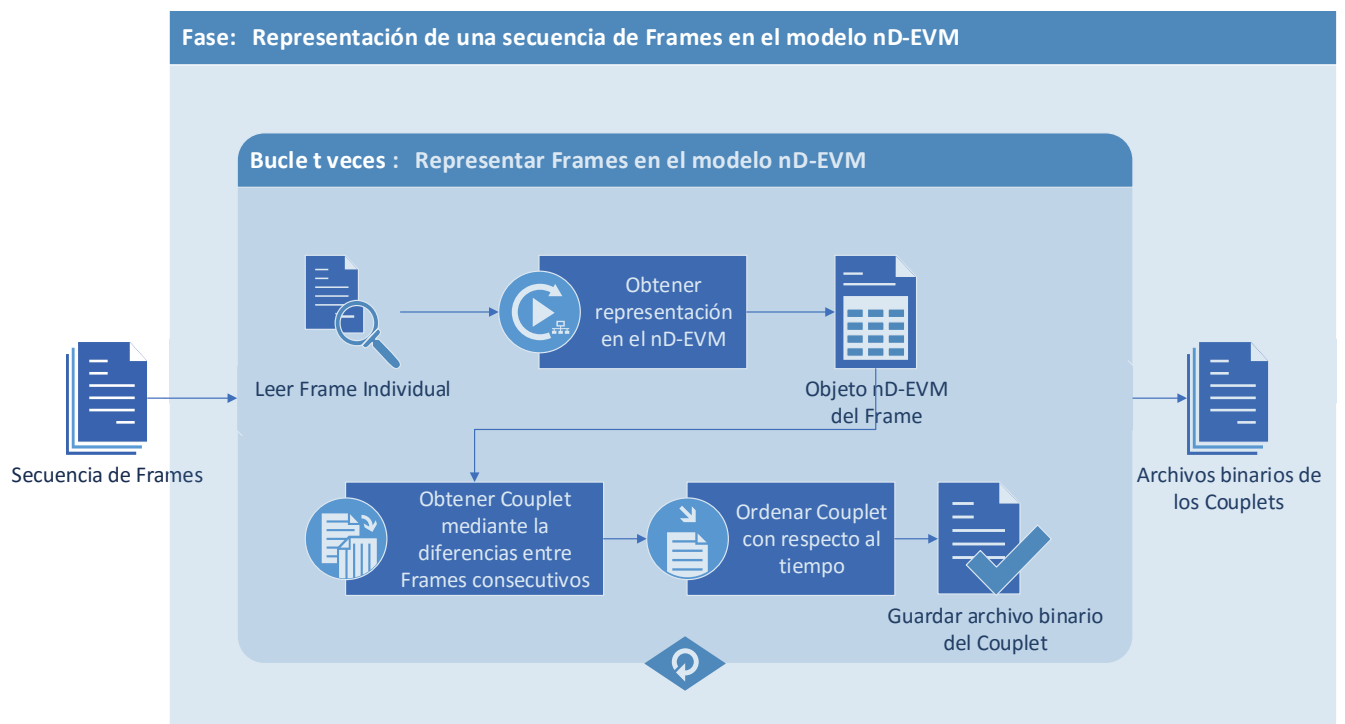 Fase: Representación de una secuencia de Frames en el modelo nD-EVM
Bucle t veces : Representar Frames en el modelo nD-EVM
Secuencia de Frames
Leer Frame Individual
Obtener
representación
en el nD-EVM
Objeto nD-EVM
del Frame
Obtener Couplet
mediante la
diferencias entre
Frames consecutivos
Ordenar Couplet
con respecto al
tiempo
Guardar archivo binario
del Couplet
Archivos binarios de
los Couplets